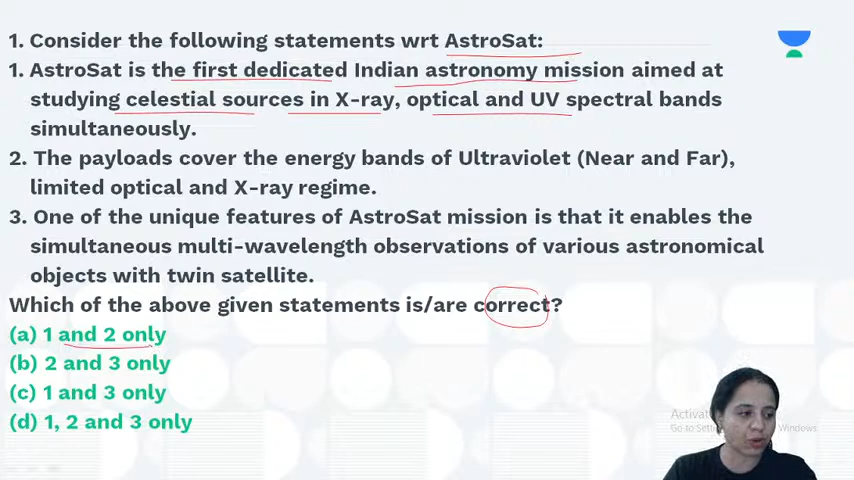 1. Consider the following statements wrt AstroSat:
1. AstroSat is the first dedicated Indian astronomy mission aimed at
studying celestial sources in X-ray, optical and UV spectral bands
simultaneously.
2. The payloads cover the energy bands of Ultraviolet (Near and Far),
limited optical and X-ray regime.
3. One of the unique features of AstroSat mission is that it enables the
simultaneous multi-wavelength observations of various astronomical
objects with twin satellite.
Which of the above given statements is/are correct?
(a) 1 and 2 only
(b) 2 and 3 only
(c) 1 and 3 only
(d) 1, 2 and 3 only
Go to Windows